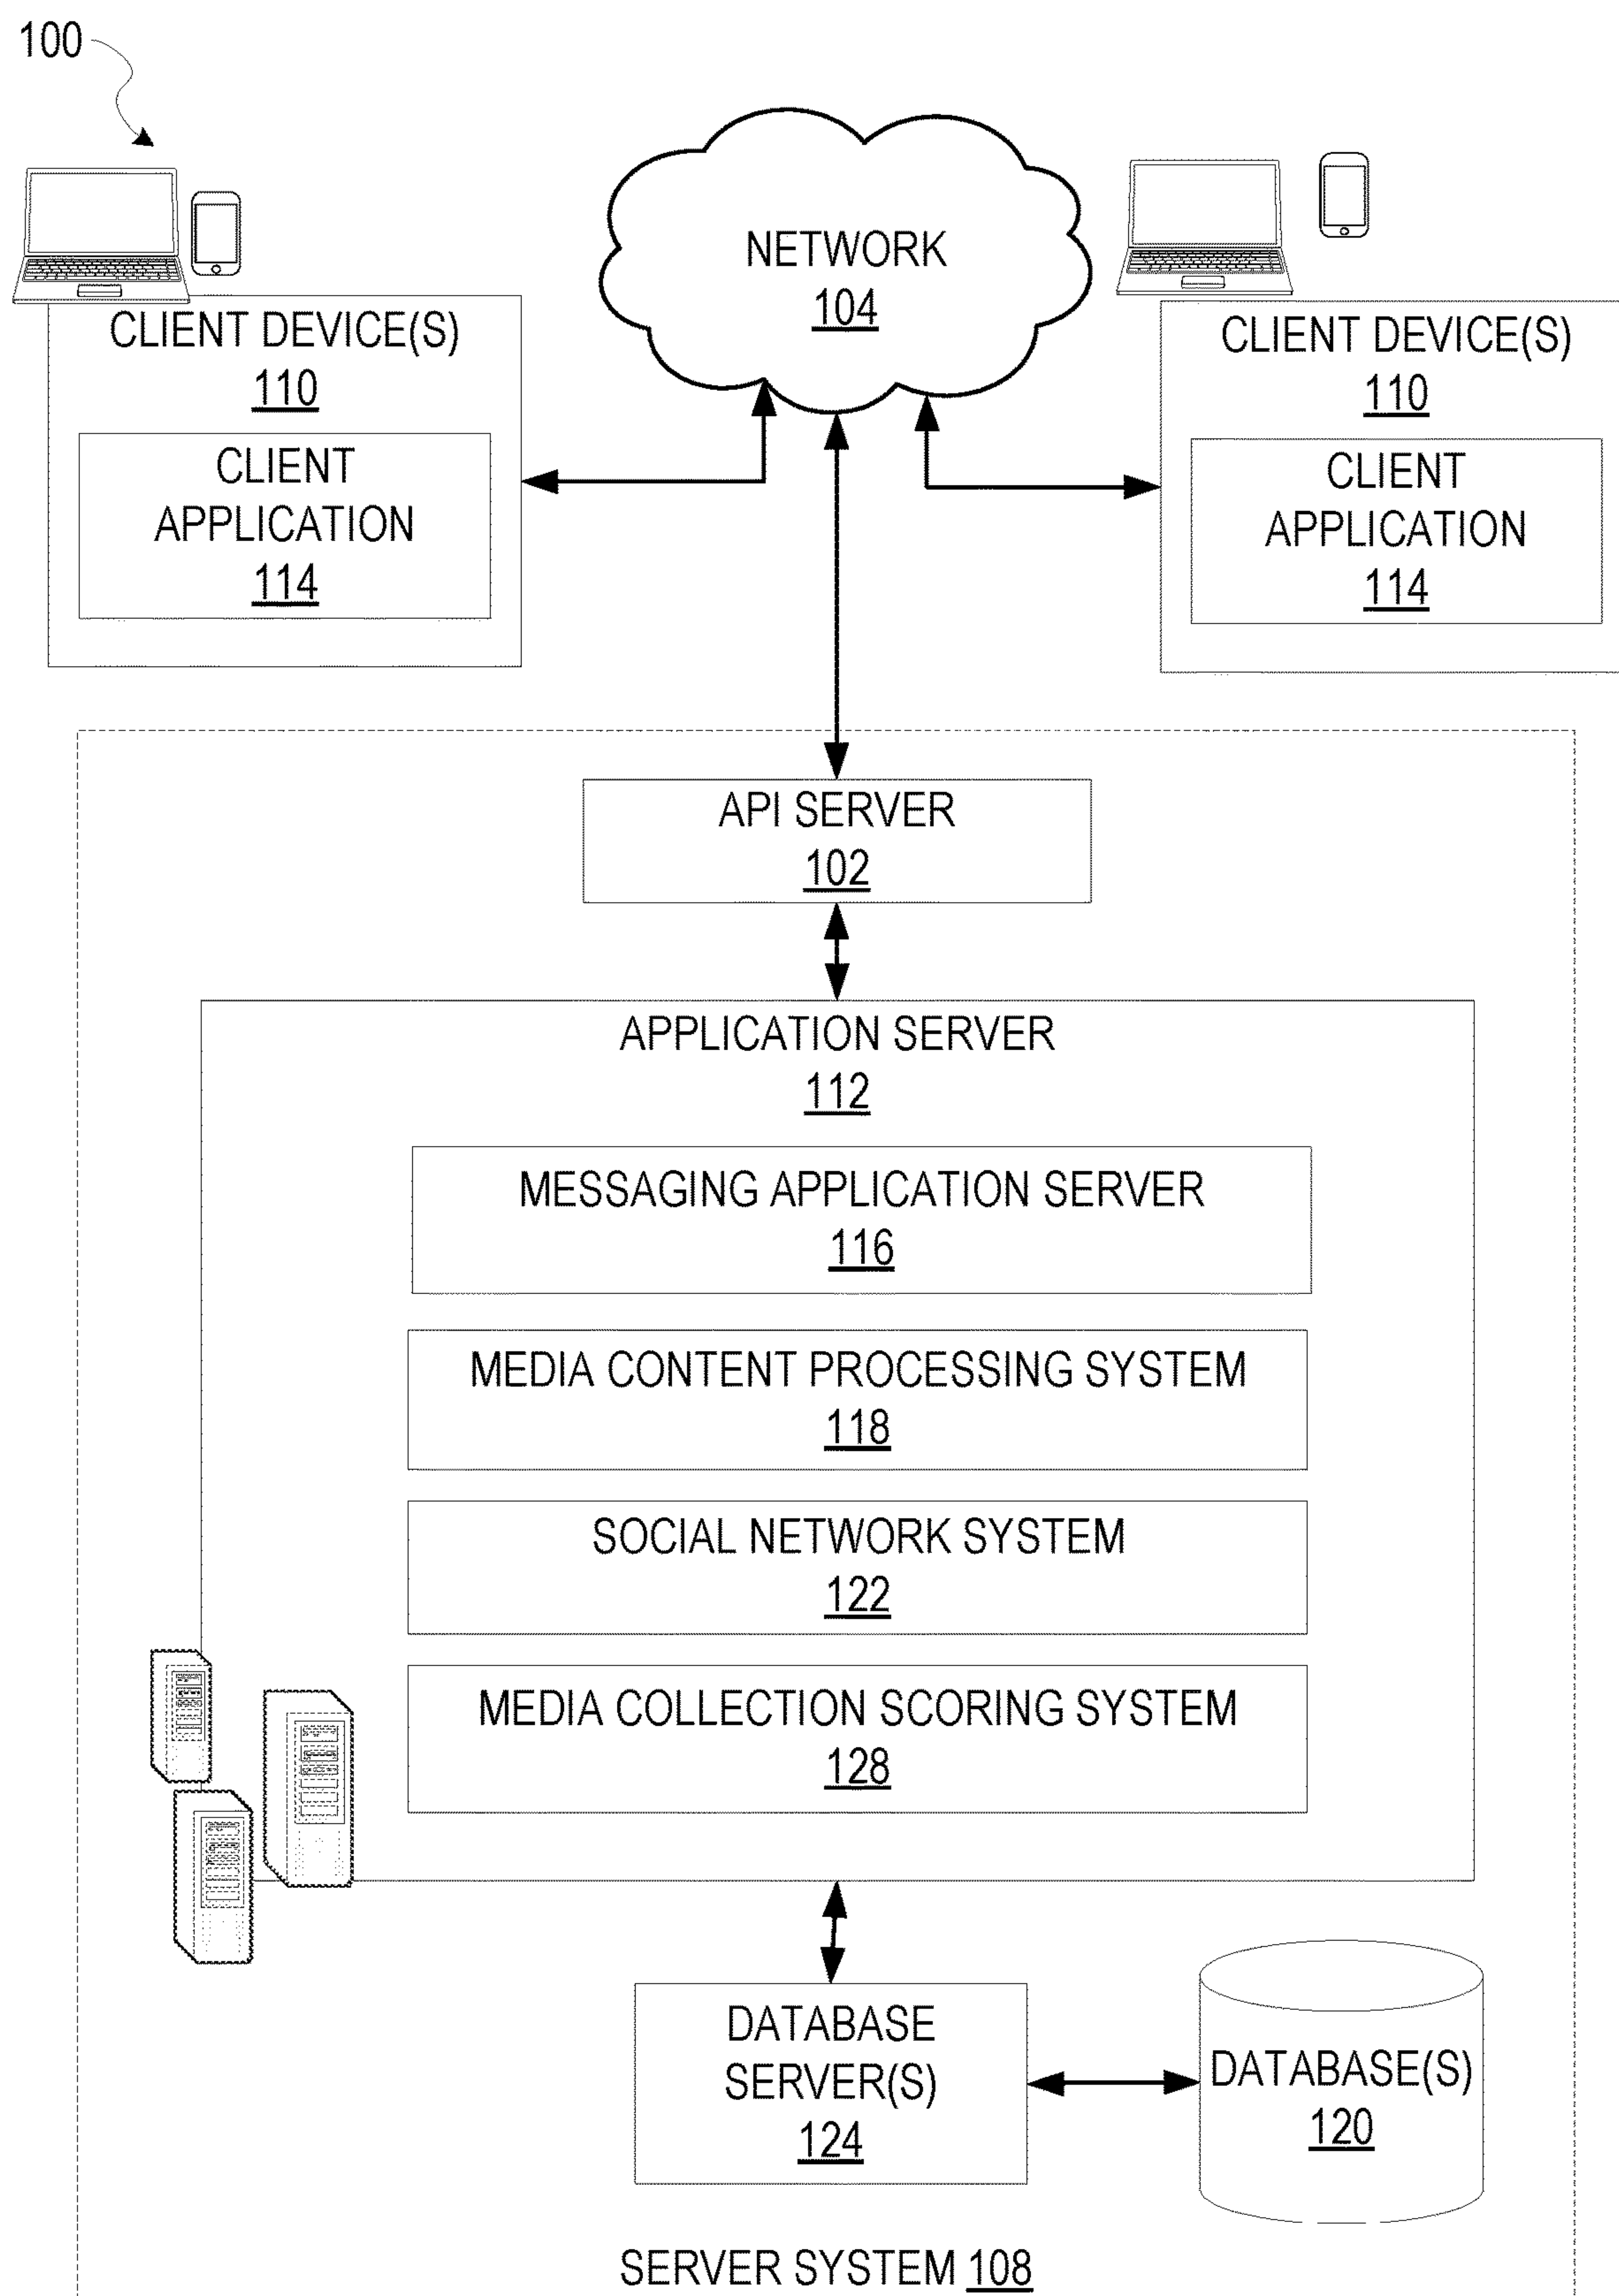 100
NETWORK
104
CLIENT DEVICE(S)
110
CLIENT
APPLICATION
114
CLIENT DEVICE(S)
110
CLIENT
APPLICATION
114
API SERVER
102
APPLICATION SERVER
112
MESSAGING APPLICATION SERVER
116
MEDIA CONTENT PROCESSING SYSTEM
118
SOCIAL NETWORK SYSTEM
122
MEDIA COLLECTION SCORING SYSTEM
128
DATABASE
SERVER(S)
124
DATABASE(S)
120
SERVER SYSTEM 108